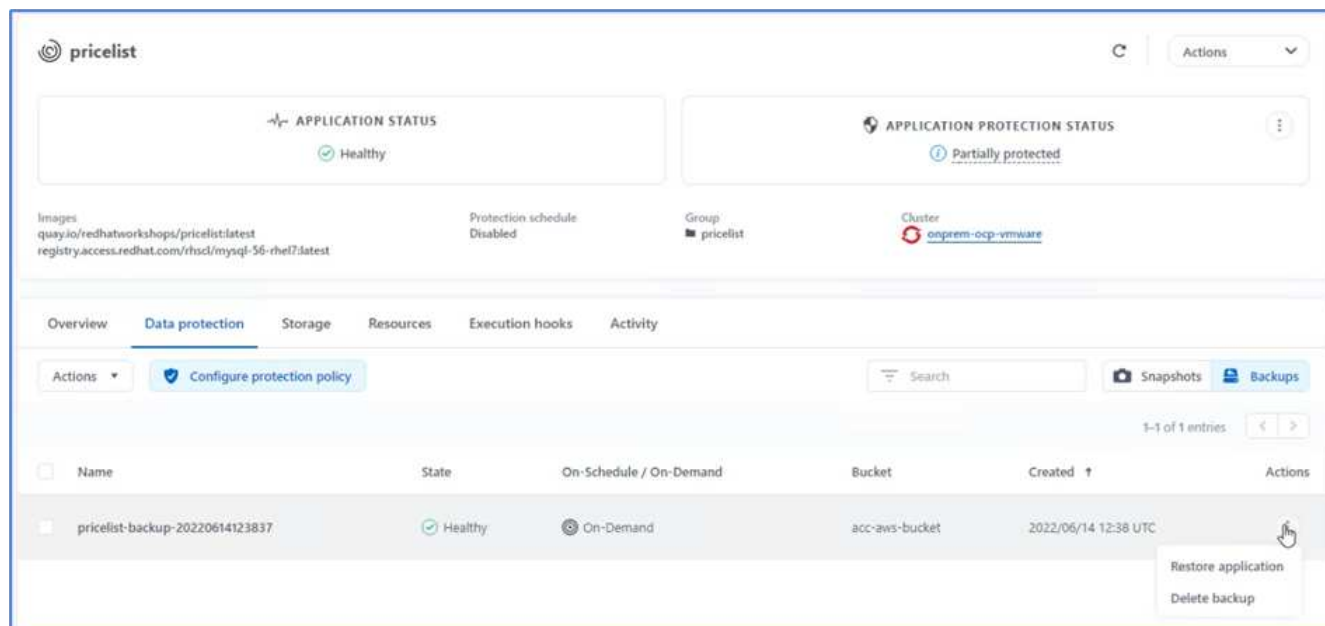 pricelist
Actions
APPLICATION STATUS
Healthy
APPLICATION PROTECTION STATUS
Partially protected
Images
quay.io/redhatworkshops/pricelist:latest
registry.access.redhat.com/rhscl/mysql-56-rhel7:latest
Protection schedule
Disabled
Group
pricelist
Cluster
onprem-ocp-vmware
Overview Data protection Storage Resources Execution hooks Activity
Actions Configure protection policy Search Snapshots Backups
1-1 of 1 entries
Name State On-Schedule / On-Demand Bucket Created Actions
pricelist-backup-20220614123837 Healthy On-Demand acc-aws-bucket 2022/06/14 12:38 UTC
Restore application
Delete backup